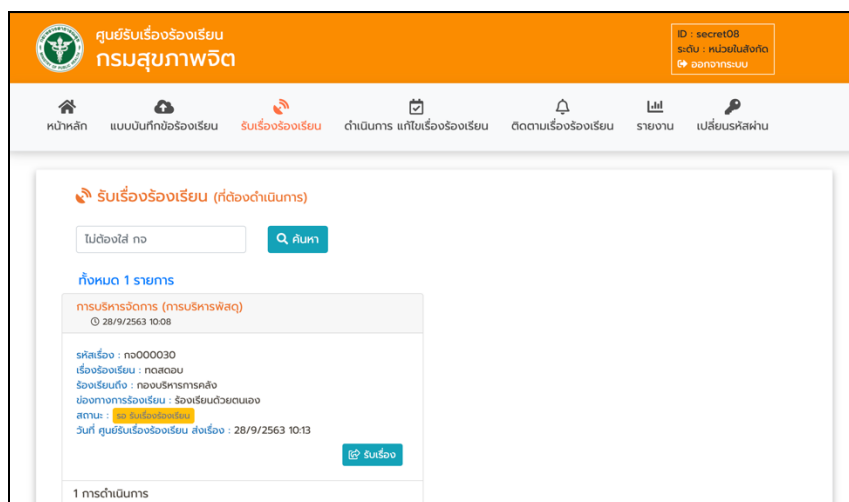 ศูนย์รับเรื่องร้องเรียน
กรมสุขภาพจิต
ID : secret08
ระดับ : หน่วยในสังกัด
ออกจากระบบ
หน้าหลัก
แบบบันทึกข้อร้องเรียน
รับเรื่องร้องเรียน
ดำเนินการ แก้ไขเรื่องร้องเรียน
ติดตามเรื่องร้องเรียน
รายงาน
เปลี่ยนรหัสผ่าน
รับเรื่องร้องเรียน (ที่ต้องดำเนินการ)
ไม่ต้องใส่ กจ
ค้นหา
ทั้งหมด 1 รายการ
การบริหารจัดการ (การบริหารพัสดุ)
28/9/2563 10:08
รหัสเรื่อง : กจ000030
เรื่องร้องเรียน : ทดสอบ
ร้องเรียนถึง : กองบริหารการคลัง
ช่องทางการร้องเรียน : ร้องเรียนด้วยตนเอง
สถานะ : รอ รับเรื่องร้องเรียน
วันที่ ศูนย์รับเรื่องร้องเรียน ส่งเรื่อง : 28/9/2563 10:13
รับเรื่อง
1 การดำเนินการ